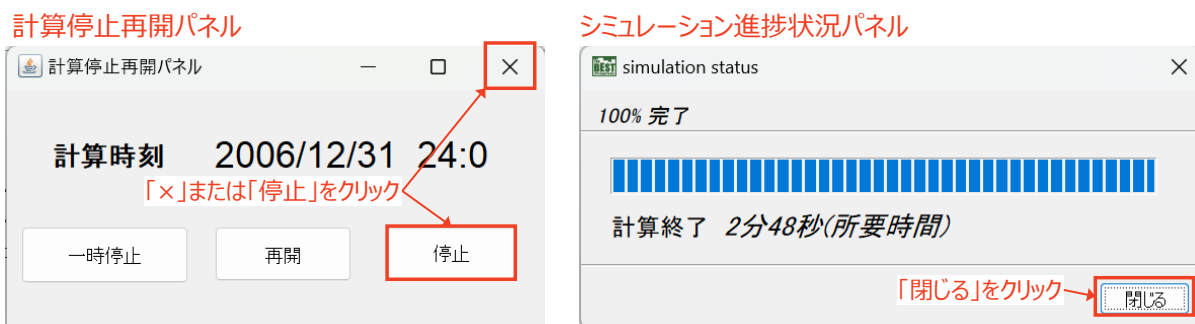 計算停止再開パネル
計算停止再開パネル
計算時刻 2006/12/31 24:0
「×」または「停止」をクリック
一時停止 再開 停止
シミュレーション進捗状況パネル
BEST simulation status
100% 完了
計算終了 2分48秒(所要時間)
「閉じる」をクリック
閉じる